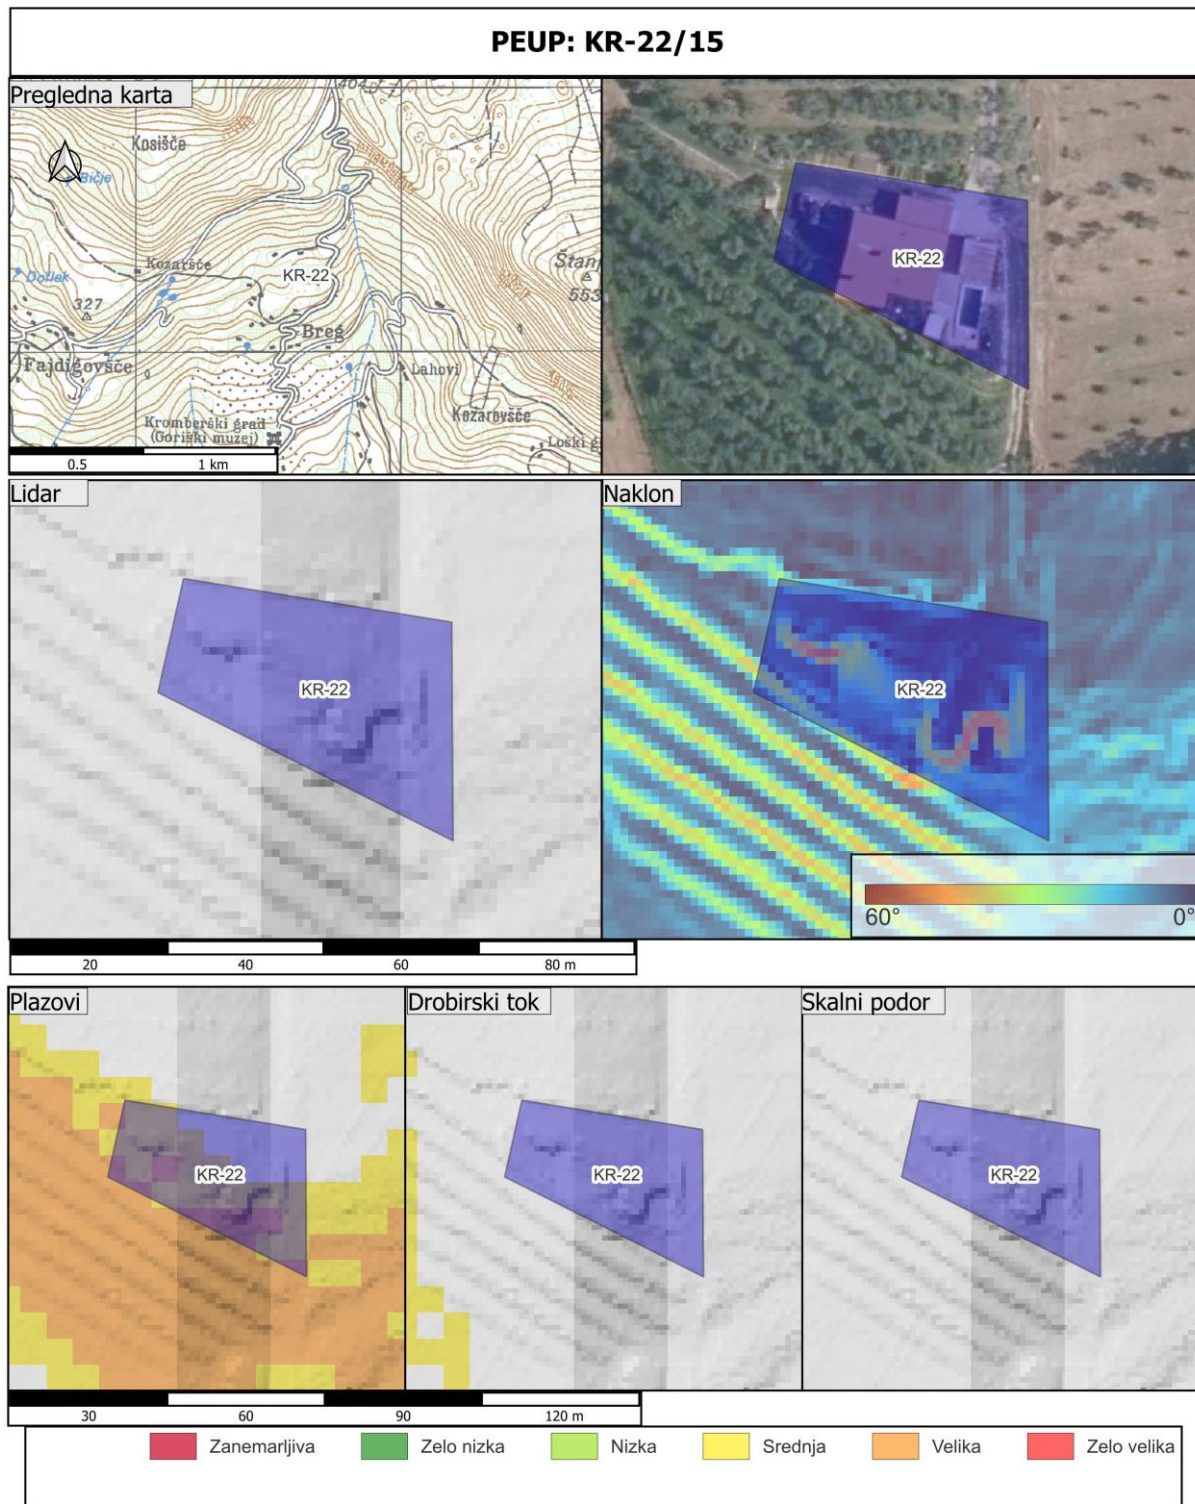 PEUP: KR-22/15
Pregledna karta
Kosišče
Bičje
Doflek
Kozaršče
KR-22
327
Breg
Fajdigovšče
Lahovi
Kozarovšče
Kromberški grad
(Goriški muzej)
553
0.5 1 km
KR-22
Lidar
KR-22
20 40 60 80 m
Naklon
KR-22
60° 0°
Plazovi
KR-22
Drobirski tok
KR-22
Skalni podor
KR-22
30 60 90 120 m
Zanemarljiva Zelo nizka Nizka Srednja Velika Zelo velika